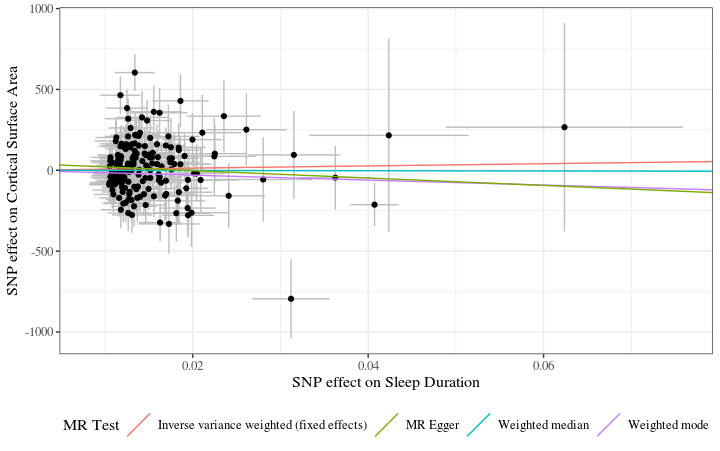 1000
500
0
-500
-1000
SNP effect on Cortical Surface Area
0.02 0.04 0.06
SNP effect on Sleep Duration
MR Test Inverse variance weighted (fixed effects) MR Egger Weighted median Weighted mode